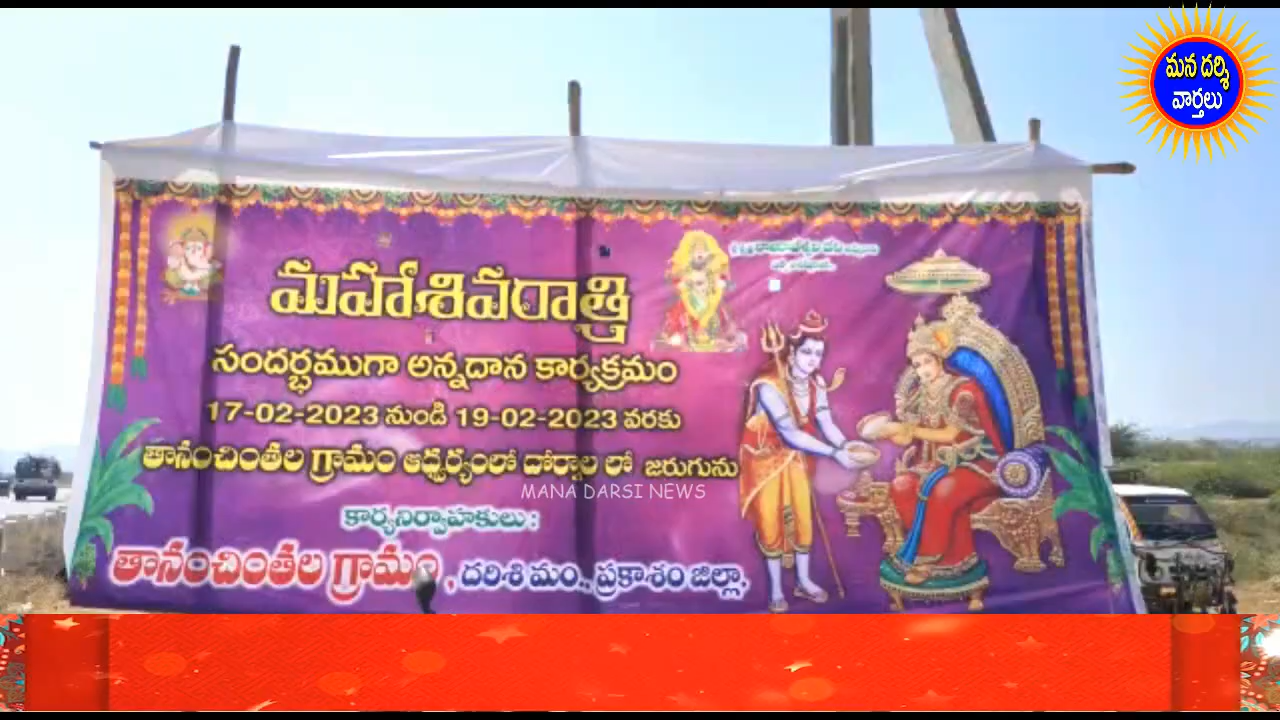 మన దర్శి
వార్తలు
మహాశివరాత్రి
సందర్భముగా అన్నదాన కార్యక్రమం
17-02-2023 నుండి 19-02-2023 వరకు
తానంచింతల గ్రామం ఆధ్వర్యంలో దోర్నాల లో జరుగును
MANA DARSI NEWS
కార్యనిర్వాహకులు:
తానంచింతల గ్రామం, దరిశి మం., ప్రకాశం జిల్లా,